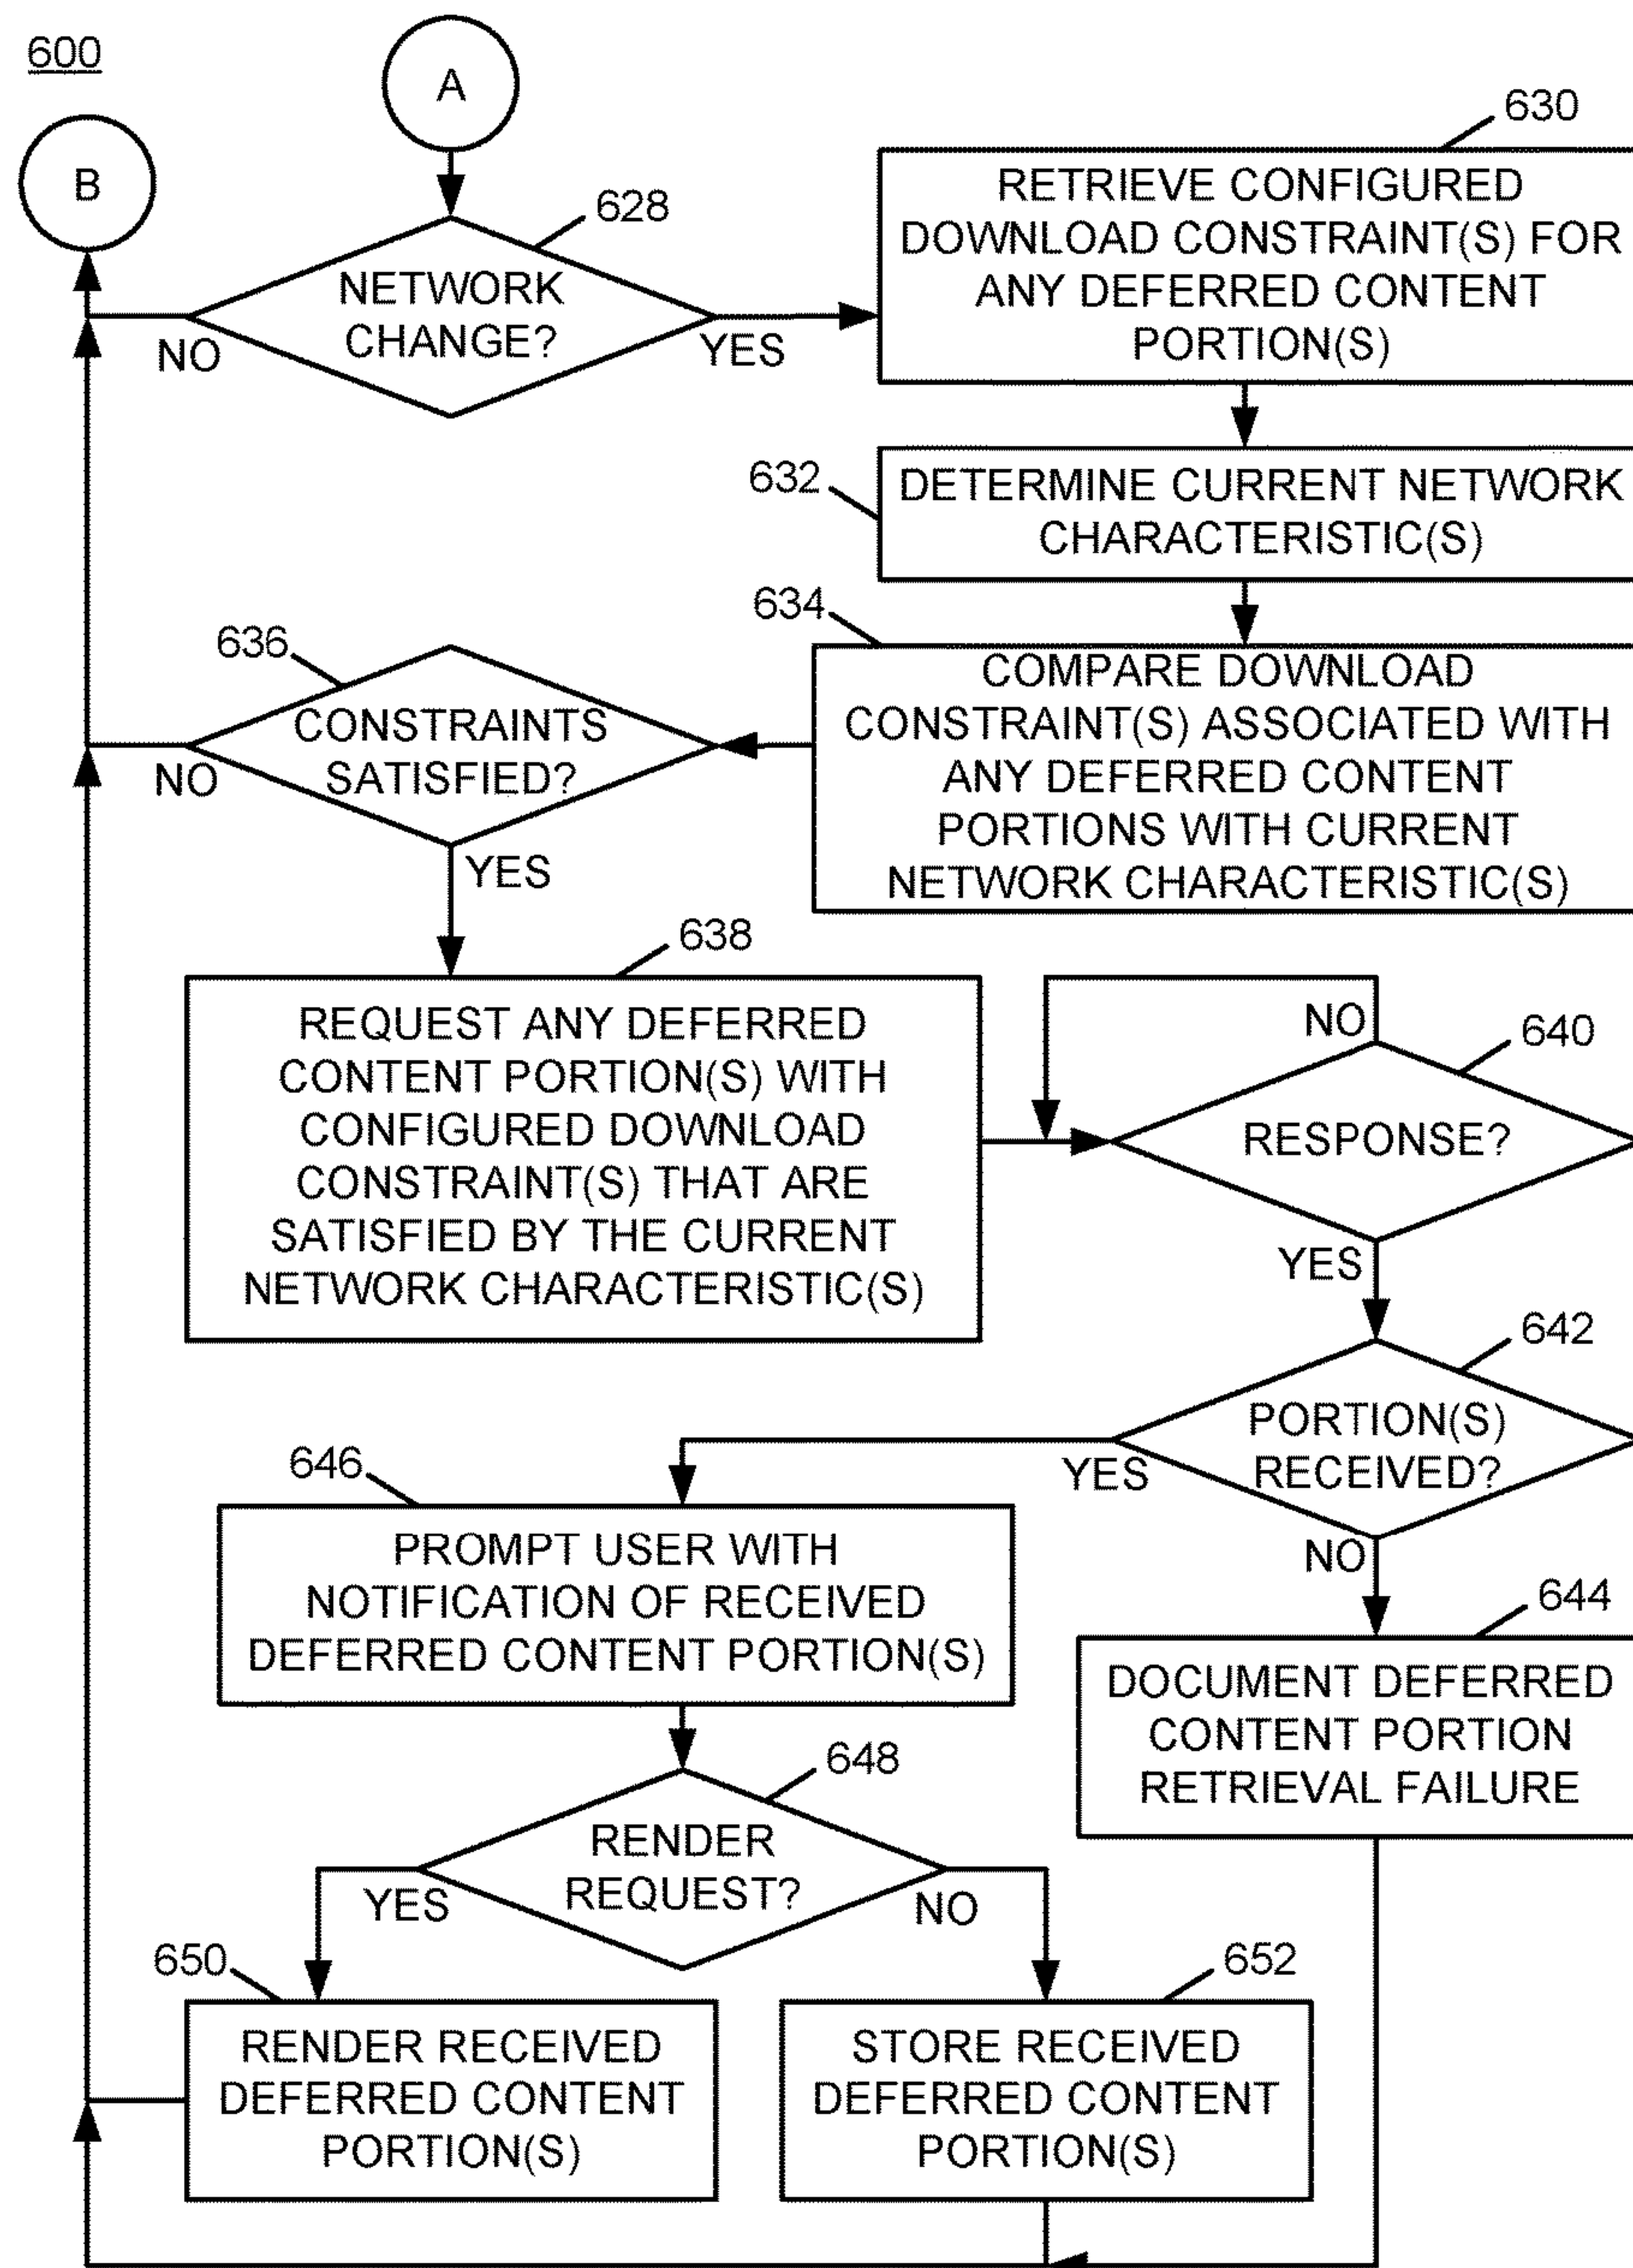 600
A
B
628
NETWORK
CHANGE?
NO
YES
630
RETRIEVE CONFIGURED
DOWNLOAD CONSTRAINT(S) FOR
ANY DEFERRED CONTENT
PORTION(S)
632
DETERMINE CURRENT NETWORK
CHARACTERISTIC(S)
634
COMPARE DOWNLOAD
CONSTRAINT(S) ASSOCIATED WITH
ANY DEFERRED CONTENT
PORTIONS WITH CURRENT
NETWORK CHARACTERISTIC(S)
636
CONSTRAINTS
SATISFIED?
NO
YES
638
REQUEST ANY DEFERRED
CONTENT PORTION(S) WITH
CONFIGURED DOWNLOAD
CONSTRAINT(S) THAT ARE
SATISFIED BY THE CURRENT
NETWORK CHARACTERISTIC(S)
NO
640
RESPONSE?
YES
642
PORTION(S)
RECEIVED?
YES
NO
644
DOCUMENT DEFERRED
CONTENT PORTION
RETRIEVAL FAILURE
646
PROMPT USER WITH
NOTIFICATION OF RECEIVED
DEFERRED CONTENT PORTION(S)
648
RENDER
REQUEST?
YES
NO
650
RENDER RECEIVED
DEFERRED CONTENT
PORTION(S)
652
STORE RECEIVED
DEFERRED CONTENT
PORTION(S)